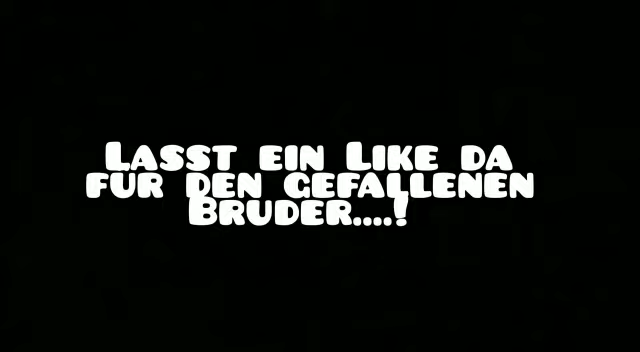 Lasst ein Like da
fur den gefallenen
Bruder....!